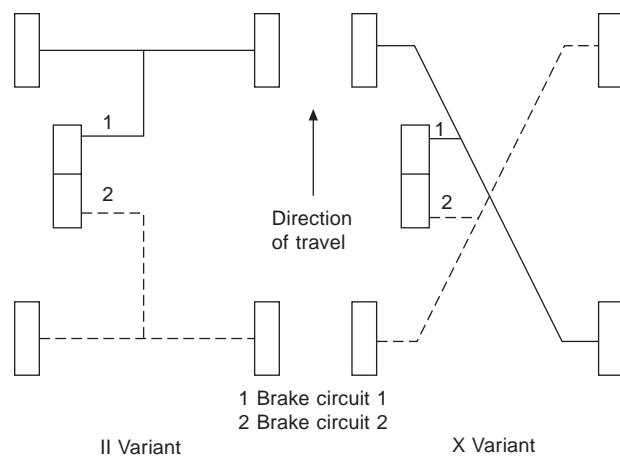 1
2
1
2
Direction
of travel
1 Brake circuit 1
2 Brake circuit 2
II Variant
X Variant